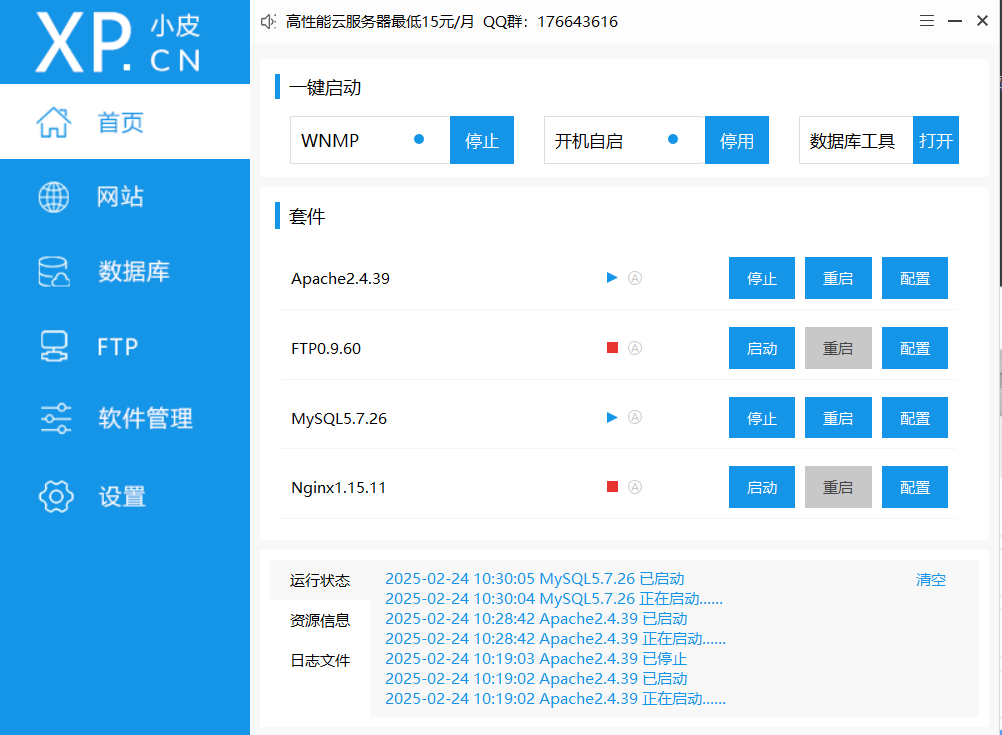 XP.CN 小皮
高性能云服务器最低15元/月 QQ群：176643616
首页
网站
数据库
FTP
软件管理
设置
一键启动
WNMP 停止 开机自启 停用 数据库工具 打开
套件
Apache2.4.39 Ⓐ 停止 重启 配置
FTP0.9.60 Ⓐ 启动 重启 配置
MySQL5.7.26 Ⓐ 停止 重启 配置
Nginx1.15.11 Ⓐ 启动 重启 配置
运行状态
资源信息
日志文件
2025-02-24 10:30:05 MySQL5.7.26 已启动
2025-02-24 10:30:04 MySQL5.7.26 正在启动......
2025-02-24 10:28:42 Apache2.4.39 已启动
2025-02-24 10:28:42 Apache2.4.39 正在启动......
2025-02-24 10:19:03 Apache2.4.39 已停止
2025-02-24 10:19:02 Apache2.4.39 已启动
2025-02-24 10:19:02 Apache2.4.39 正在启动......
清空